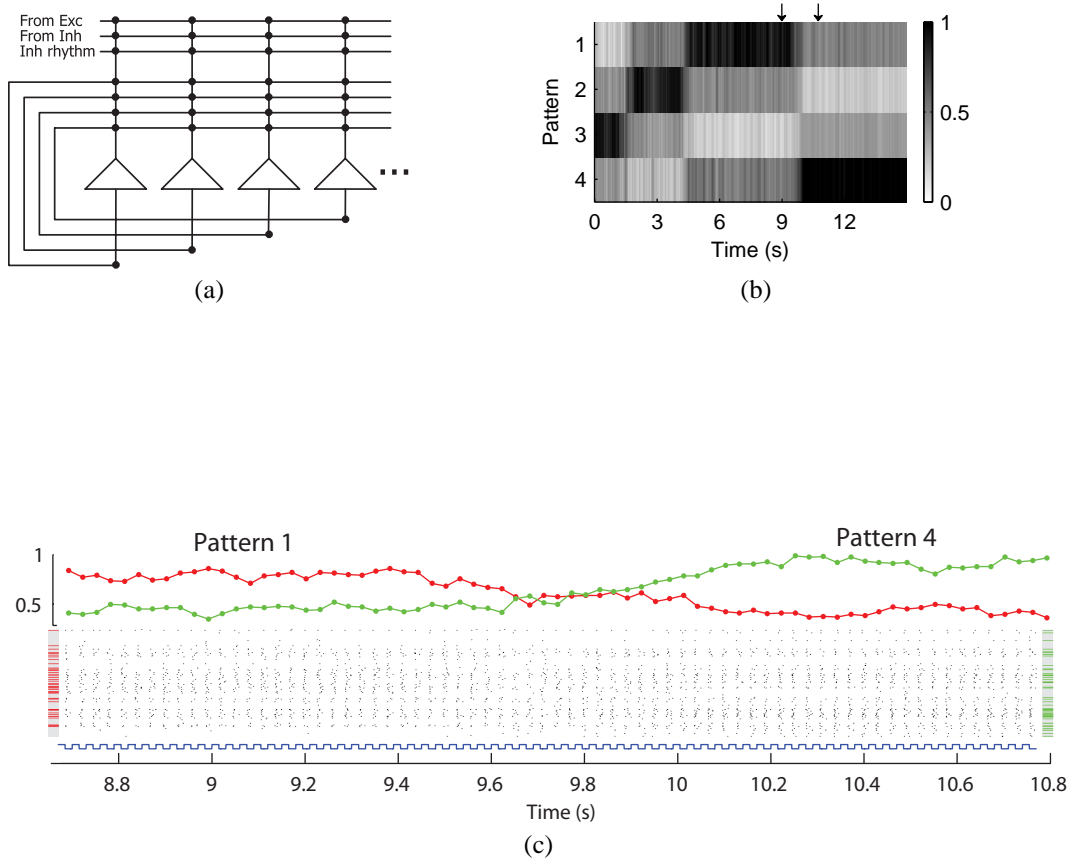 From Exc
From Inh
Inh rhythm
(a)
Pattern
1
2
3
4
0 3 6 9 12
Time (s)
1
0.5
0
(b)
Pattern 1
Pattern 4
1
0.5
8.8 9 9.2 9.4 9.6 9.8 10 10.2 10.4 10.6 10.8
Time (s)
(c)